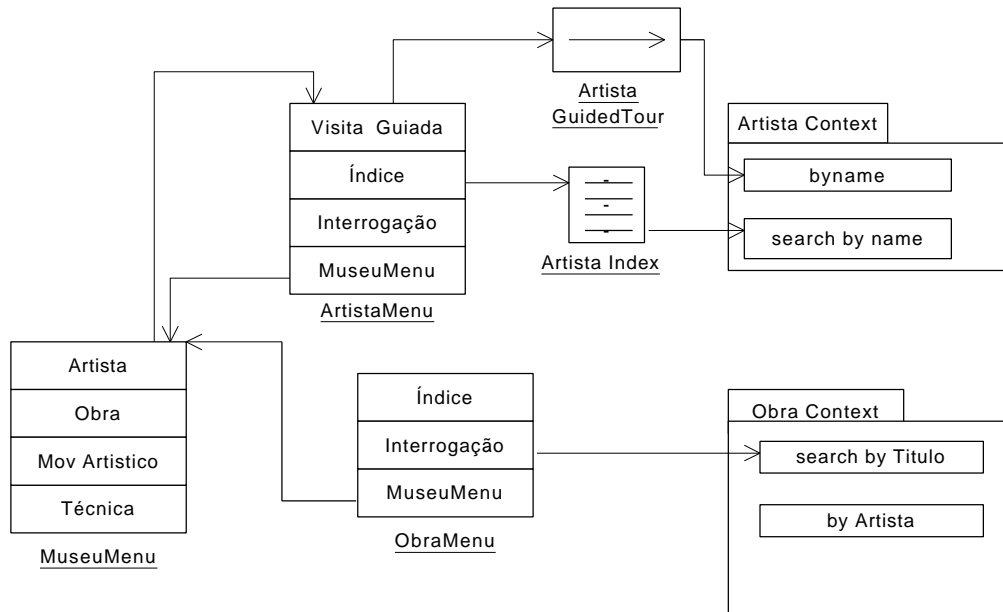 Artista
GuidedTour
Visita Guiada
Índice
Interrogação
MuseuMenu
ArtistaMenu
Artista Index
Artista Context
byname
search by name
Artista
Obra
Mov Artistico
Técnica
MuseuMenu
Índice
Interrogação
MuseuMenu
ObraMenu
Obra Context
search by Titulo
by Artista